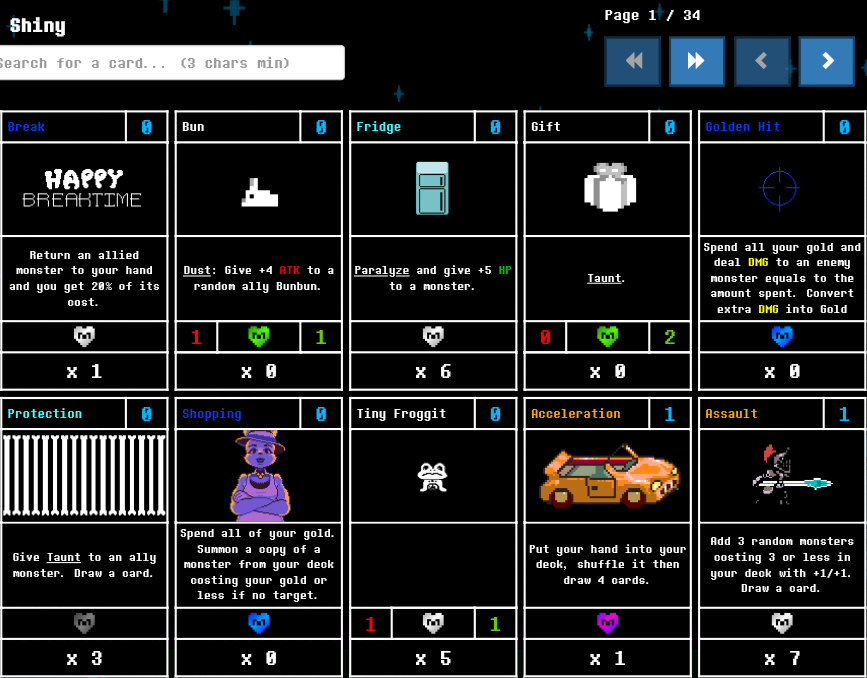 Shiny
Page 1 / 34
Search for a card... (3 chars min)
Break 0
HAPPY
BREAKTIME
Return an allied
monster to your hand
and you get 20% of its
cost.
x 1
Bun 0
Dust: Give +4 ATK to a
random ally Bunbun.
1 1
x 0
Fridge 0
Paralyze and give +5 HP
to a monster.
x 6
Gift 0
Taunt.
0 2
x 0
Golden Hit 0
Spend all your gold and
deal DMG to an enemy
monster equals to the
amount spent. Convert
extra DMG into Gold
x 0
Protection 0
Give Taunt to an ally
monster. Draw a card.
x 3
Shopping 0
Spend all of your gold.
Summon a copy of a
monster from your deck
costing your gold or
less if no target.
x 0
Tiny Froggit 0
1 1
x 5
Acceleration 1
Put your hand into your
deck, shuffle it then
draw 4 cards.
x 1
Assault 1
Add 3 random monsters
costing 3 or less in
your deck with +1/+1.
Draw a card.
x 7